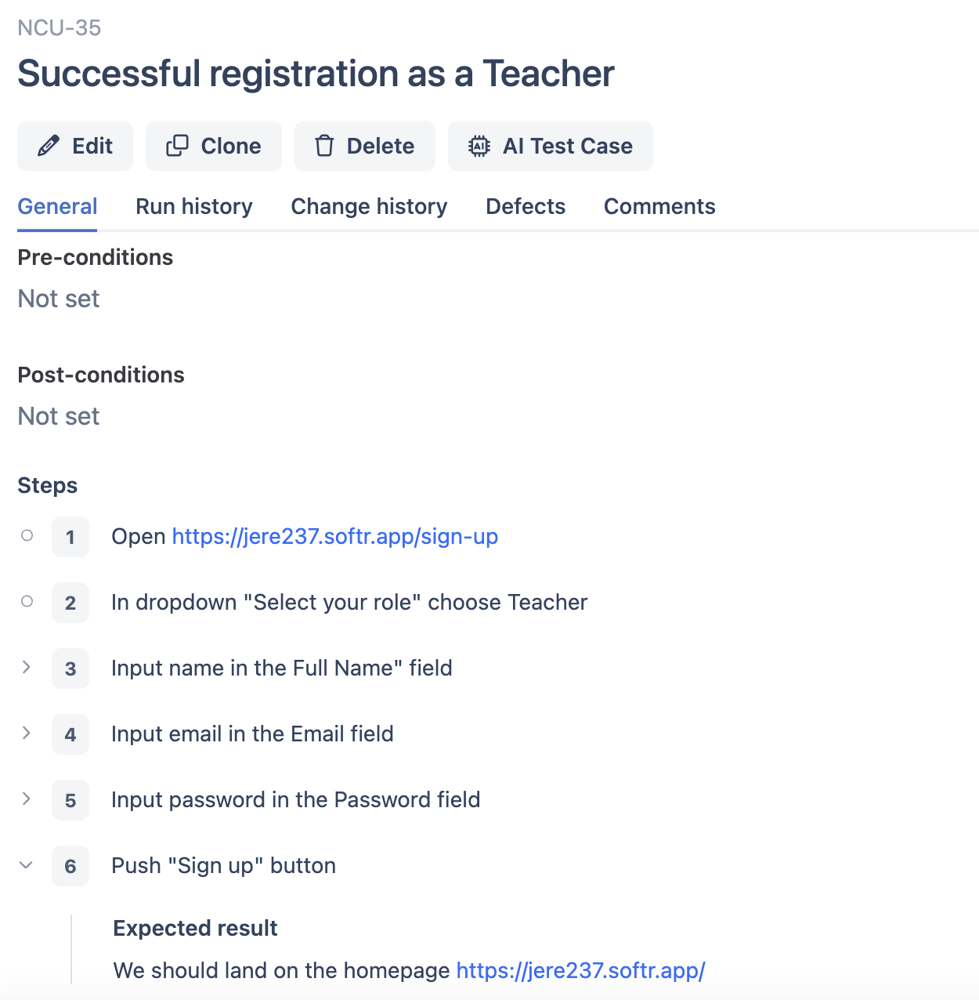 NCU-35
Successful registration as a Teacher
Edit Clone Delete AI Test Case
General Run history Change history Defects Comments
Pre-conditions
Not set
Post-conditions
Not set
Steps
1 Open https://jere237.softr.app/sign-up
2 In dropdown "Select your role" choose Teacher
3 Input name in the Full Name" field
4 Input email in the Email field
5 Input password in the Password field
6 Push "Sign up" button
Expected result
We should land on the homepage https://jere237.softr.app/